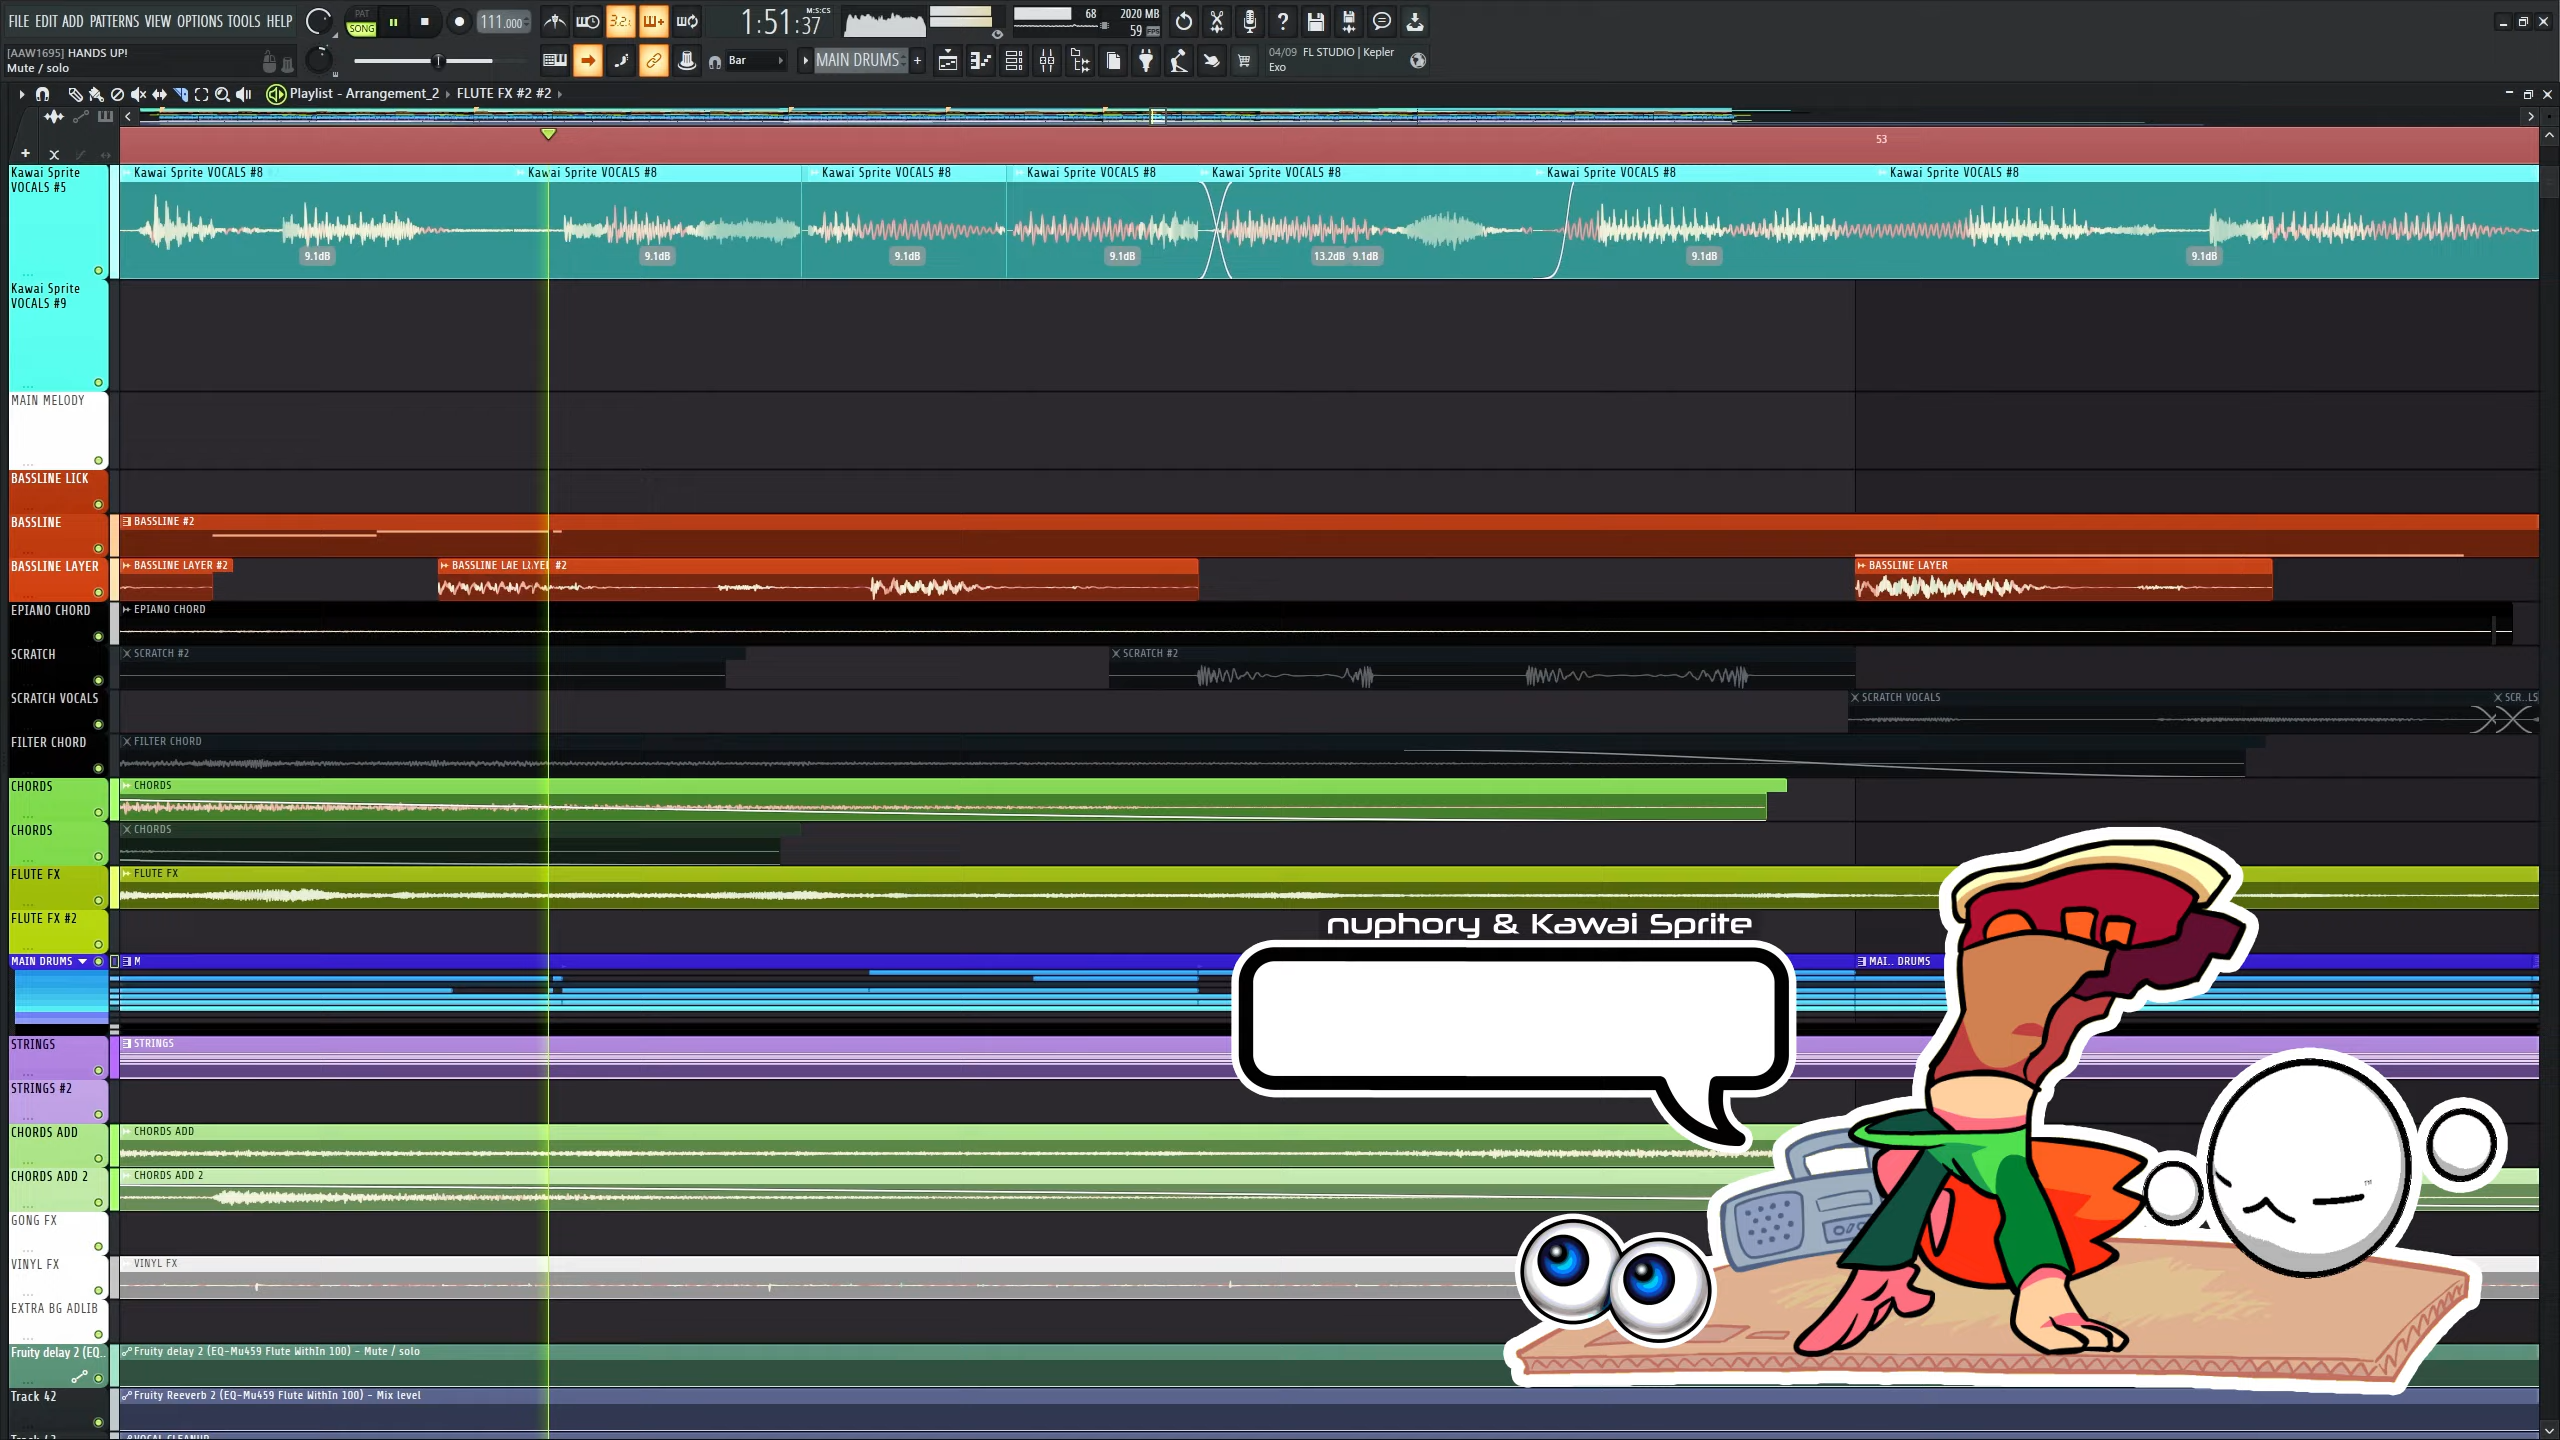 FILE EDIT ADD PATTERNS VIEW OPTIONS TOOLS HELP
PAT
SONG
111.000
3.2:
1:51:37
M:S:CS
68
2020 MB
59
[AAW1695] HANDS UP!
Mute / solo
Bar
MAIN DRUMS
04/09 FL STUDIO | Kepler
Exo
Playlist - Arrangement_2 › FLUTE FX #2 #2 ›
53
Kawai Sprite
VOCALS #5
Kawai Sprite VOCALS #8
Kawai Sprite VOCALS #8
Kawai Sprite VOCALS #8
Kawai Sprite VOCALS #8
Kawai Sprite VOCALS #8
Kawai Sprite VOCALS #8
Kawai Sprite VOCALS #8
9.1dB
9.1dB
9.1dB
9.1dB
13.2dB
9.1dB
9.1dB
9.1dB
Kawai Sprite
VOCALS #9
MAIN MELODY
BASSLINE LICK
BASSLINE
BASSLINE #2
BASSLINE LAYER
BASSLINE LAYER #2
BASSLINE LAYER
EPIANO CHORD
EPIANO CHORD
SCRATCH
SCRATCH #2
SCRATCH #2
SCRATCH VOCALS
SCRATCH VOCALS
SCR..LS
FILTER CHORD
FILTER CHORD
CHORDS
CHORDS
CHORDS
CHORDS
FLUTE FX
FLUTE FX
FLUTE FX #2
nuphory & Kawai Sprite
MAIN DRUMS
M
MAI.. DRUMS
STRINGS
STRINGS
STRINGS #2
CHORDS ADD
CHORDS ADD
CHORDS ADD 2
CHORDS ADD 2
GONG FX
VINYL FX
VINYL FX
EXTRA BG ADLIB
Fruity delay 2 (EQ..
Fruity delay 2 (EQ-Mu459 Flute WithIn 100) - Mute / solo
Track 42
Fruity Reeverb 2 (EQ-Mu459 Flute WithIn 100) - Mix level